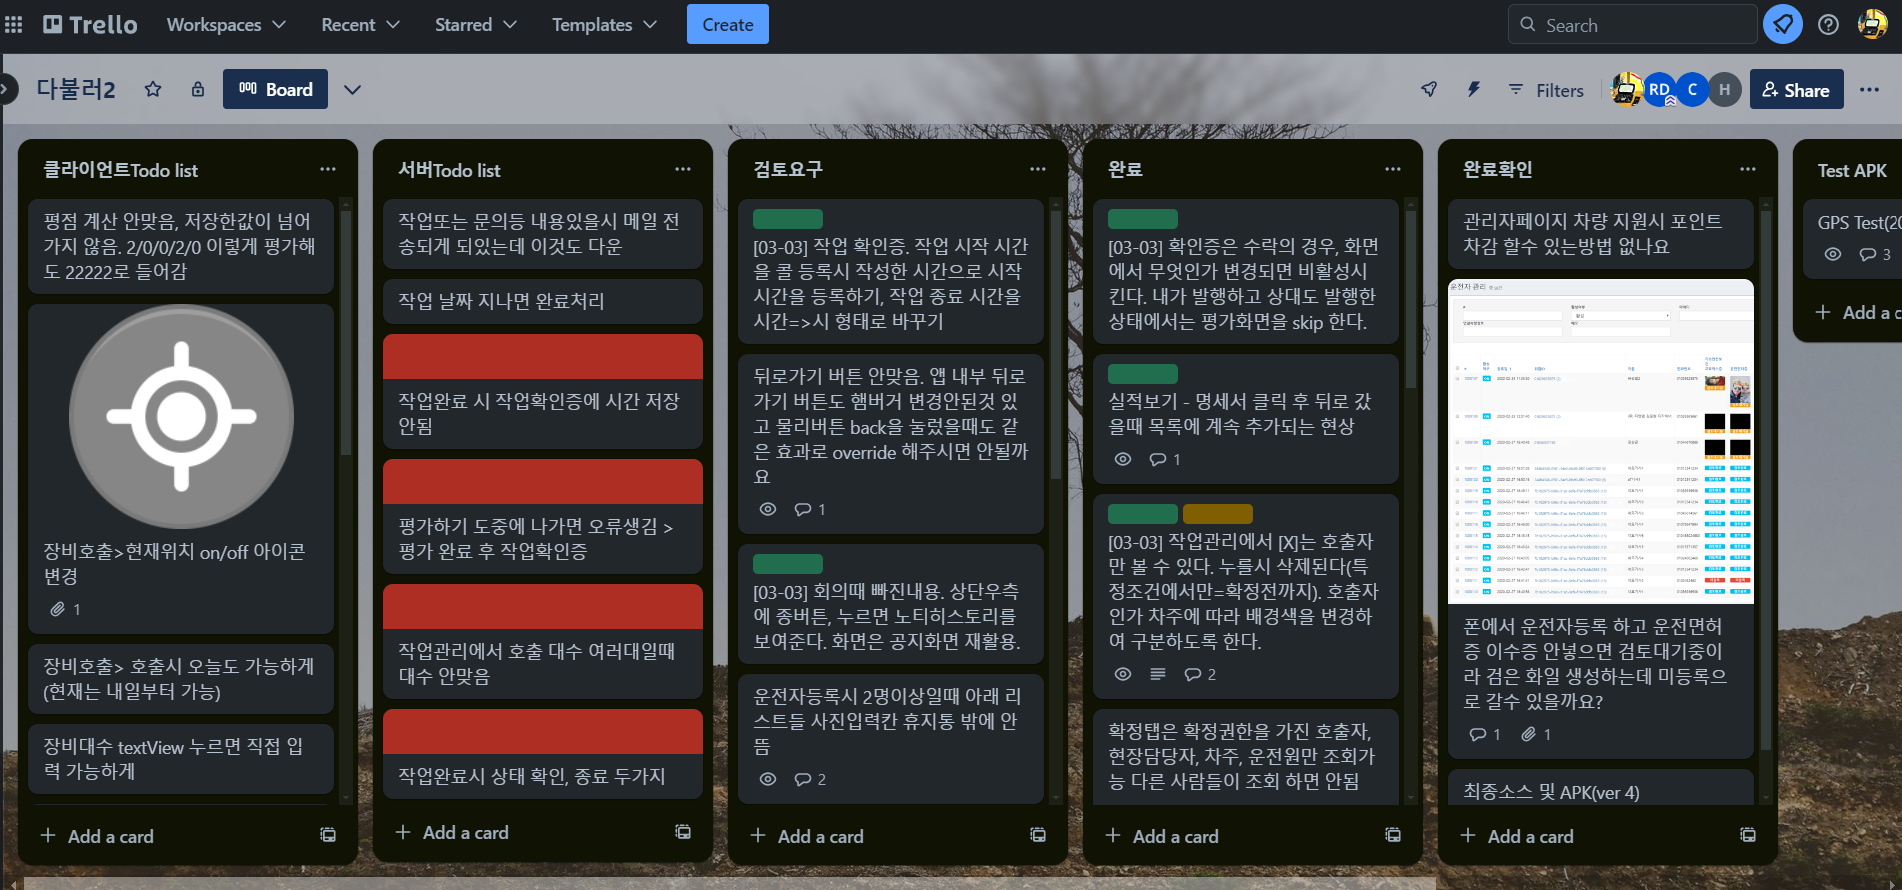 Trello
Workspaces
Recent
Starred
Templates
Create
Search
다불러2
Board
Filters
RD
C
H
Share
클라이언트Todo list
평점 계산 안맞음, 저장한값이 넘어
가지 않음. 2/0/0/2/0 이렇게 평가해
도 22222로 들어감
장비호출>현재위치 on/off 아이콘
변경
1
장비호출> 호출시 오늘도 가능하게
(현재는 내일부터 가능)
장비대수 textView 누르면 직접 입
력 가능하게
Add a card
서버Todo list
작업또는 문의등 내용있을시 메일 전
송되게 되있는데 이것도 다운
작업 날짜 지나면 완료처리
작업완료 시 작업확인증에 시간 저장
안됨
평가하기 도중에 나가면 오류생김 >
평가 완료 후 작업확인증
작업관리에서 호출 대수 여러대일때
대수 안맞음
작업완료시 상태 확인, 종료 두가지
Add a card
검토요구
[03-03] 작업 확인증. 작업 시작 시간
을 콜 등록시 작성한 시간으로 시작
시간을 등록하기, 작업 종료 시간을
시간=>시 형태로 바꾸기
뒤로가기 버튼 안맞음. 앱 내부 뒤로
가기 버튼도 햄버거 변경안된것 있
고 물리버튼 back을 눌렀을때도 같
은 효과로 override 해주시면 안될까
요
1
[03-03] 회의때 빠진내용. 상단우측
에 종버튼, 누르면 노티히스토리를
보여준다. 화면은 공지화면 재활용.
운전자등록시 2명이상일때 아래 리
스트들 사진입력칸 휴지통 밖에 안
뜸
2
Add a card
완료
[03-03] 확인증은 수락의 경우, 화면
에서 무엇인가 변경되면 비활성시
킨다. 내가 발행하고 상대도 발행한
상태에서는 평가화면을 skip 한다.
실적보기 - 명세서 클릭 후 뒤로 갔
을때 목록에 계속 추가되는 현상
1
[03-03] 작업관리에서 [X]는 호출자
만 볼 수 있다. 누를시 삭제된다(특
정조건에서만=확정전까지). 호출자
인가 차주에 따라 배경색을 변경하
여 구분하도록 한다.
2
확정탭은 확정권한을 가진 호출자,
현장담당자, 차주, 운전원만 조회가
능 다른 사람들이 조회 하면 안됨
Add a card
완료확인
관리자페이지 차량 지원시 포인트
차감 할수 있는방법 없나요
운전자 관리
폰에서 운전자등록 하고 운전면허
증 이수증 안넣으면 검토대기중이
라 검은 화일 생성하는데 미등록으
로 갈수 있을까요?
1
1
최종소스 및 APK(ver 4)
Add a card
Test APK
GPS Test(20
3
Add a c